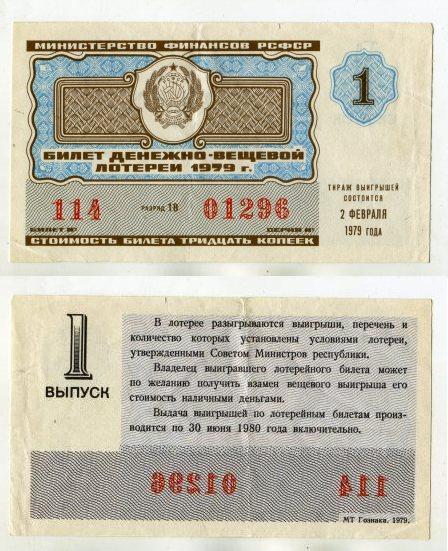 МИНИСТЕРСТВО ФИНАНСОВ РСФСР
1
БИЛЕТ ДЕНЕЖНО-ВЕЩЕВОЙ
ЛОТЕРЕИ 1979 г.
114 РАЗРЯД 18 01296
БИЛЕТ № СЕРИЯ №
СТОИМОСТЬ БИЛЕТА ТРИДЦАТЬ КОПЕЕК
ТИРАЖ ВЫИГРЫШЕЙ
СОСТОИТСЯ
2 ФЕВРАЛЯ
1979 ГОДА
1
ВЫПУСК
В лотерее разыгрываются выигрыши, перечень и
количество которых установлены условиями лотереи,
утвержденными Советом Министров республики.
Владелец выигравшего лотерейного билета может
по желанию получить взамен вещевого выигрыша его
стоимость наличными деньгами.
Выдача выигрышей по лотерейным билетам произ-
водится по 30 июня 1980 года включительно.
01296 114
МТ Гознака. 1979.